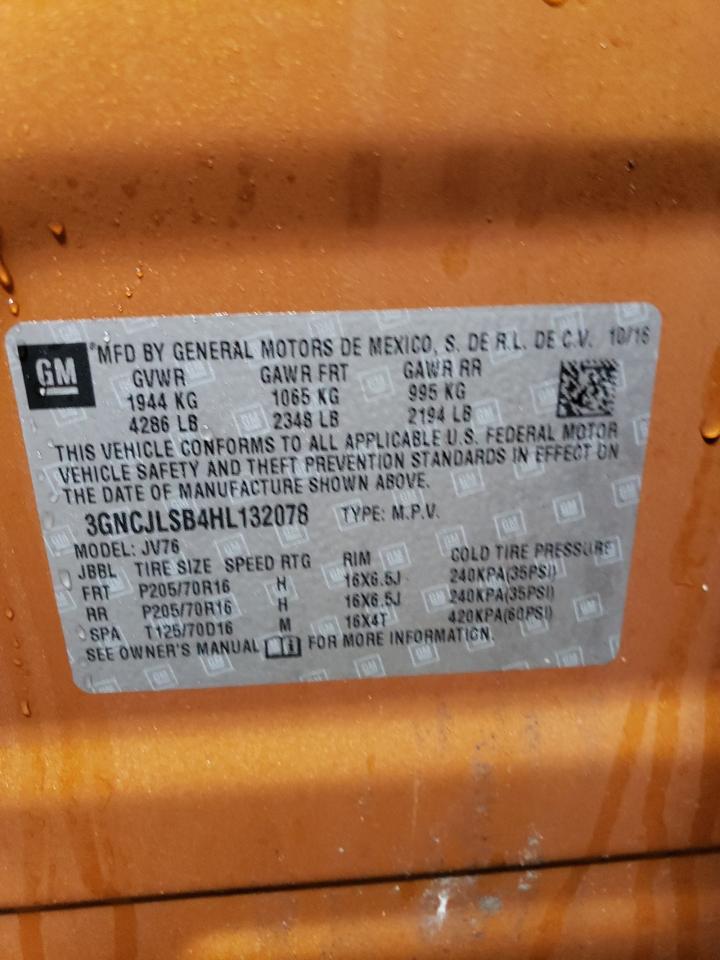 GM
®MFD BY GENERAL MOTORS DE MEXICO, S. DE R.L. DE C.V. 10/16
GVWR GAWR FRT GAWR RR
1944 KG 1065 KG 995 KG
4286 LB 2348 LB 2194 LB
THIS VEHICLE CONFORMS TO ALL APPLICABLE U.S. FEDERAL MOTOR
VEHICLE SAFETY AND THEFT PREVENTION STANDARDS IN EFFECT ON
THE DATE OF MANUFACTURE SHOWN ABOVE.
3GNCJLSB4HL132078 TYPE: M.P.V.
MODEL: JV76
JBBL TIRE SIZE SPEED RTG RIM COLD TIRE PRESSURE
FRT P205/70R16 H 16X6.5J 240KPA(35PSI)
RR P205/70R16 H 16X6.5J 240KPA(35PSI)
SPA T125/70D16 M 16X4T 420KPA(60PSI)
SEE OWNER'S MANUAL FOR MORE INFORMATION.